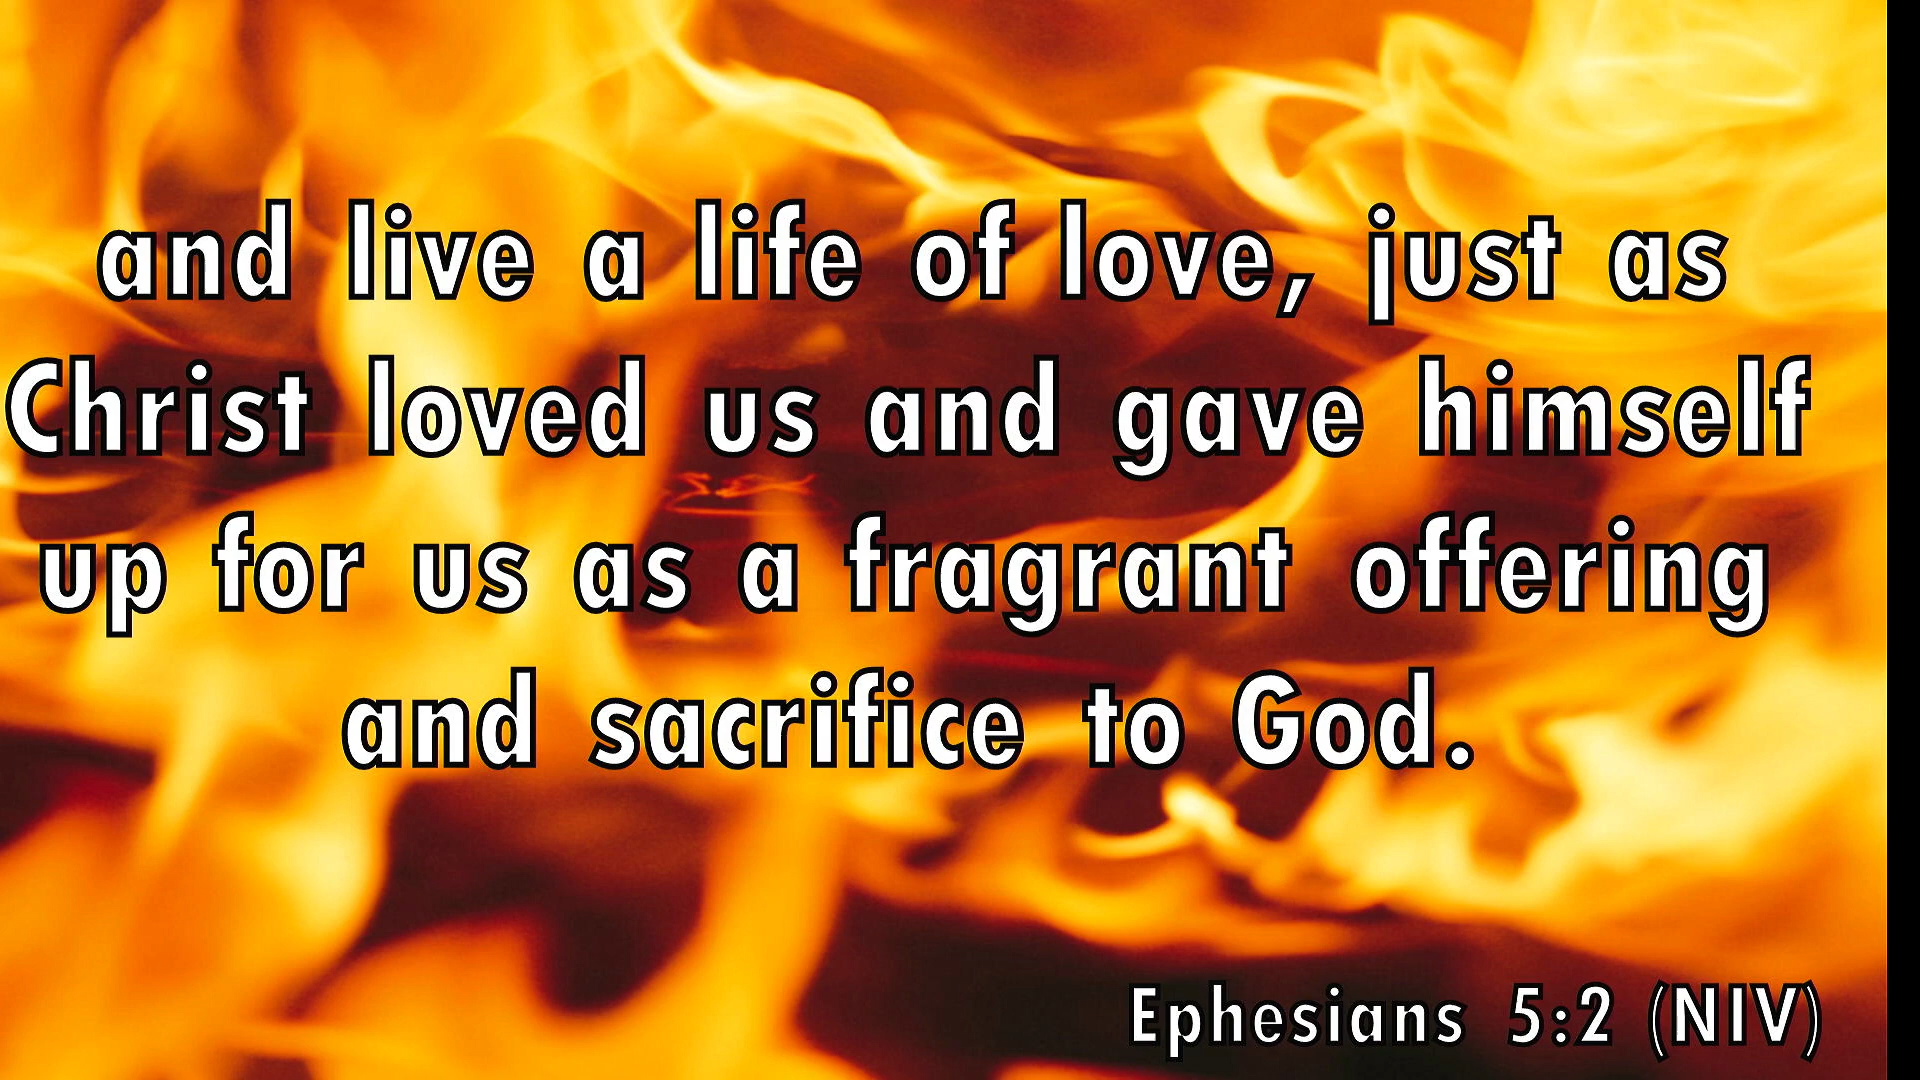 and live a life of love, just as
Christ loved us and gave himself
up for us as a fragrant offering
and sacrifice to God.
Ephesians 5:2 (NIV)